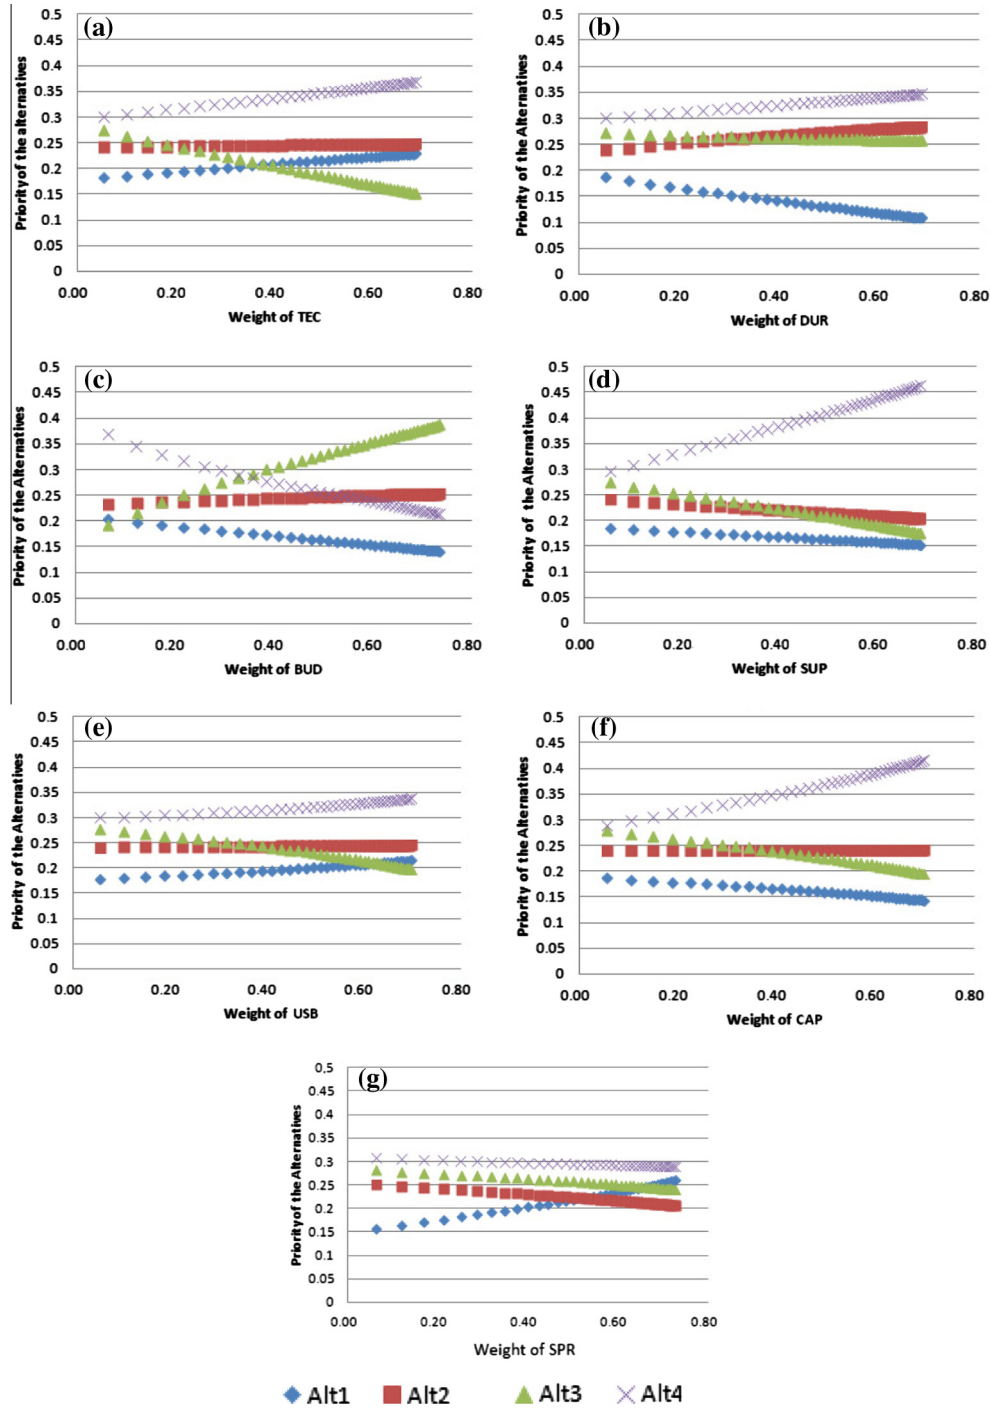 (a)
Priority of the alternatives
0.5
0.45
0.4
0.35
0.3
0.25
0.2
0.15
0.1
0.05
0
0.00 0.20 0.40 0.60 0.80
Weight of TEC
(b)
Priority of the Alternatives
0.5
0.45
0.4
0.35
0.3
0.25
0.2
0.15
0.1
0.05
0
0.00 0.20 0.40 0.60 0.80
Weight of DUR
(c)
Priority of the Alternatives
0.5
0.45
0.4
0.35
0.3
0.25
0.2
0.15
0.1
0.05
0
0.00 0.20 0.40 0.60 0.80
Weight of BUD
(d)
Priority of the Alternatives
0.5
0.45
0.4
0.35
0.3
0.25
0.2
0.15
0.1
0.05
0
0.00 0.20 0.40 0.60 0.80
Weight of SUP
(e)
Priority of the Alternatives
0.5
0.45
0.4
0.35
0.3
0.25
0.2
0.15
0.1
0.05
0
0.00 0.20 0.40 0.60 0.80
Weight of USB
(f)
Priority of the Alternatives
0.5
0.45
0.4
0.35
0.3
0.25
0.2
0.15
0.1
0.05
0
0.00 0.20 0.40 0.60 0.80
Weight of CAP
(g)
Priority of the Alternatives
0,5
0.45
0.4
0.35
0.3
0.25
0.2
0.15
0.1
0.05
0
0.00 0.20 0.40 0.60 0.80
Weight of SPR
Alt1 Alt2 Alt3 Alt4